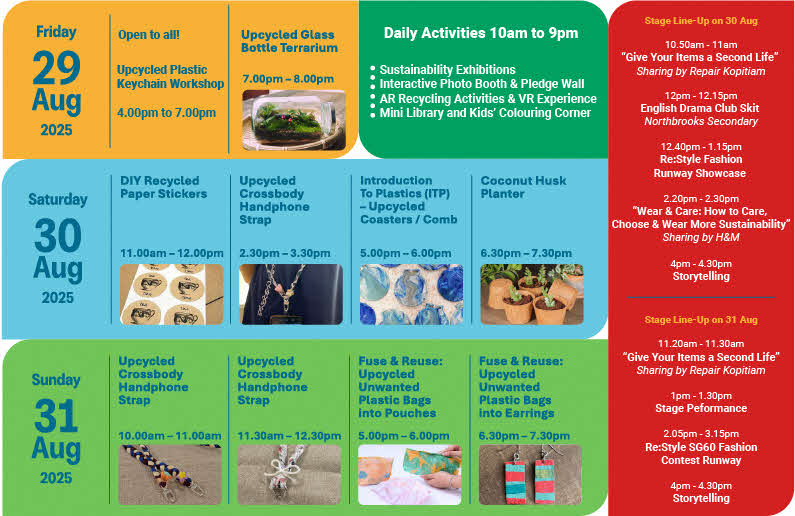 Friday
29
Aug
2025
Open to all!
Upcycled Plastic
Keychain Workshop
4.00pm to 7.00pm
Upcycled Glass
Bottle Terrarium
7.00pm – 8.00pm
Daily Activities 10am to 9pm
• Sustainability Exhibitions
• Interactive Photo Booth & Pledge Wall
• AR Recycling Activities & VR Experience
• Mini Library and Kids' Colouring Corner
Saturday
30
Aug
2025
DIY Recycled
Paper Stickers
11.00am – 12.00pm
Upcycled
Crossbody
Handphone
Strap
2.30pm – 3.30pm
Introduction
To Plastics (ITP)
– Upcycled
Coasters / Comb
5.00pm – 6.00pm
Coconut Husk
Planter
6.30pm – 7.30pm
Sunday
31
Aug
2025
Upcycled
Crossbody
Handphone
Strap
10.00am – 11.00am
Upcycled
Crossbody
Handphone
Strap
11.30am – 12.30pm
Fuse & Reuse:
Upcycled
Unwanted
Plastic Bags
into Pouches
5.00pm – 6.00pm
Fuse & Reuse:
Upcycled
Unwanted
Plastic Bags
into Earrings
6.30pm – 7.30pm
Stage Line-Up on 30 Aug
10.50am - 11am
“Give Your Items a Second Life”
Sharing by Repair Kopitiam
12pm - 12.15pm
English Drama Club Skit
Northbrooks Secondary
12.40pm - 1.15pm
Re:Style Fashion
Runway Showcase
2.20pm - 2.30pm
“Wear & Care: How to Care,
Choose & Wear More Sustainability”
Sharing by H&M
4pm - 4.30pm
Storytelling
Stage Line-Up on 31 Aug
11.20am - 11.30am
“Give Your Items a Second Life”
Sharing by Repair Kopitiam
1pm - 1.30pm
Stage Peformance
2.05pm - 3.15pm
Re:Style SG60 Fashion
Contest Runway
4pm - 4.30pm
Storytelling